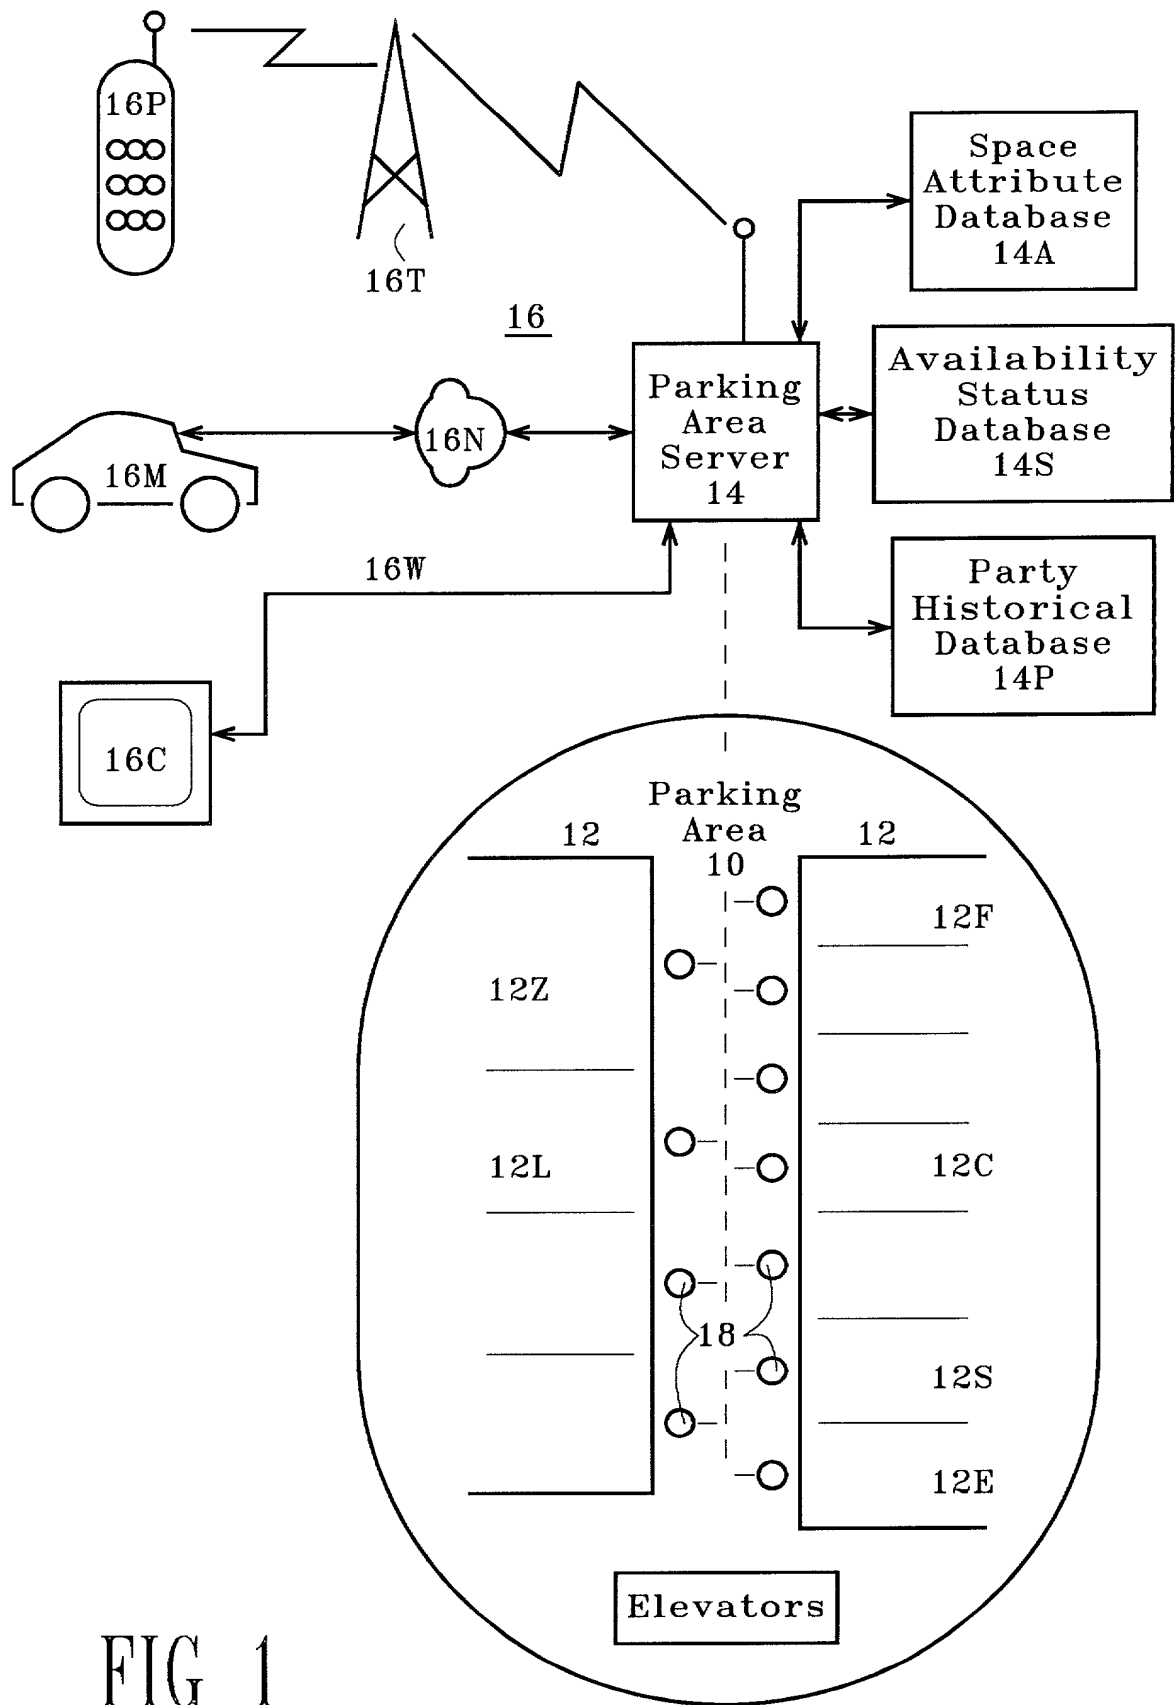 16P
16T
16
Space
Attribute
Database
14A
Parking
Area
Server
14
Availability
Status
Database
14S
16N
16M
16W
Party
Historical
Database
14P
16C
Parking
Area
10
12
12
12F
12Z
12L
12C
18
12S
12E
Elevators
FIG 1